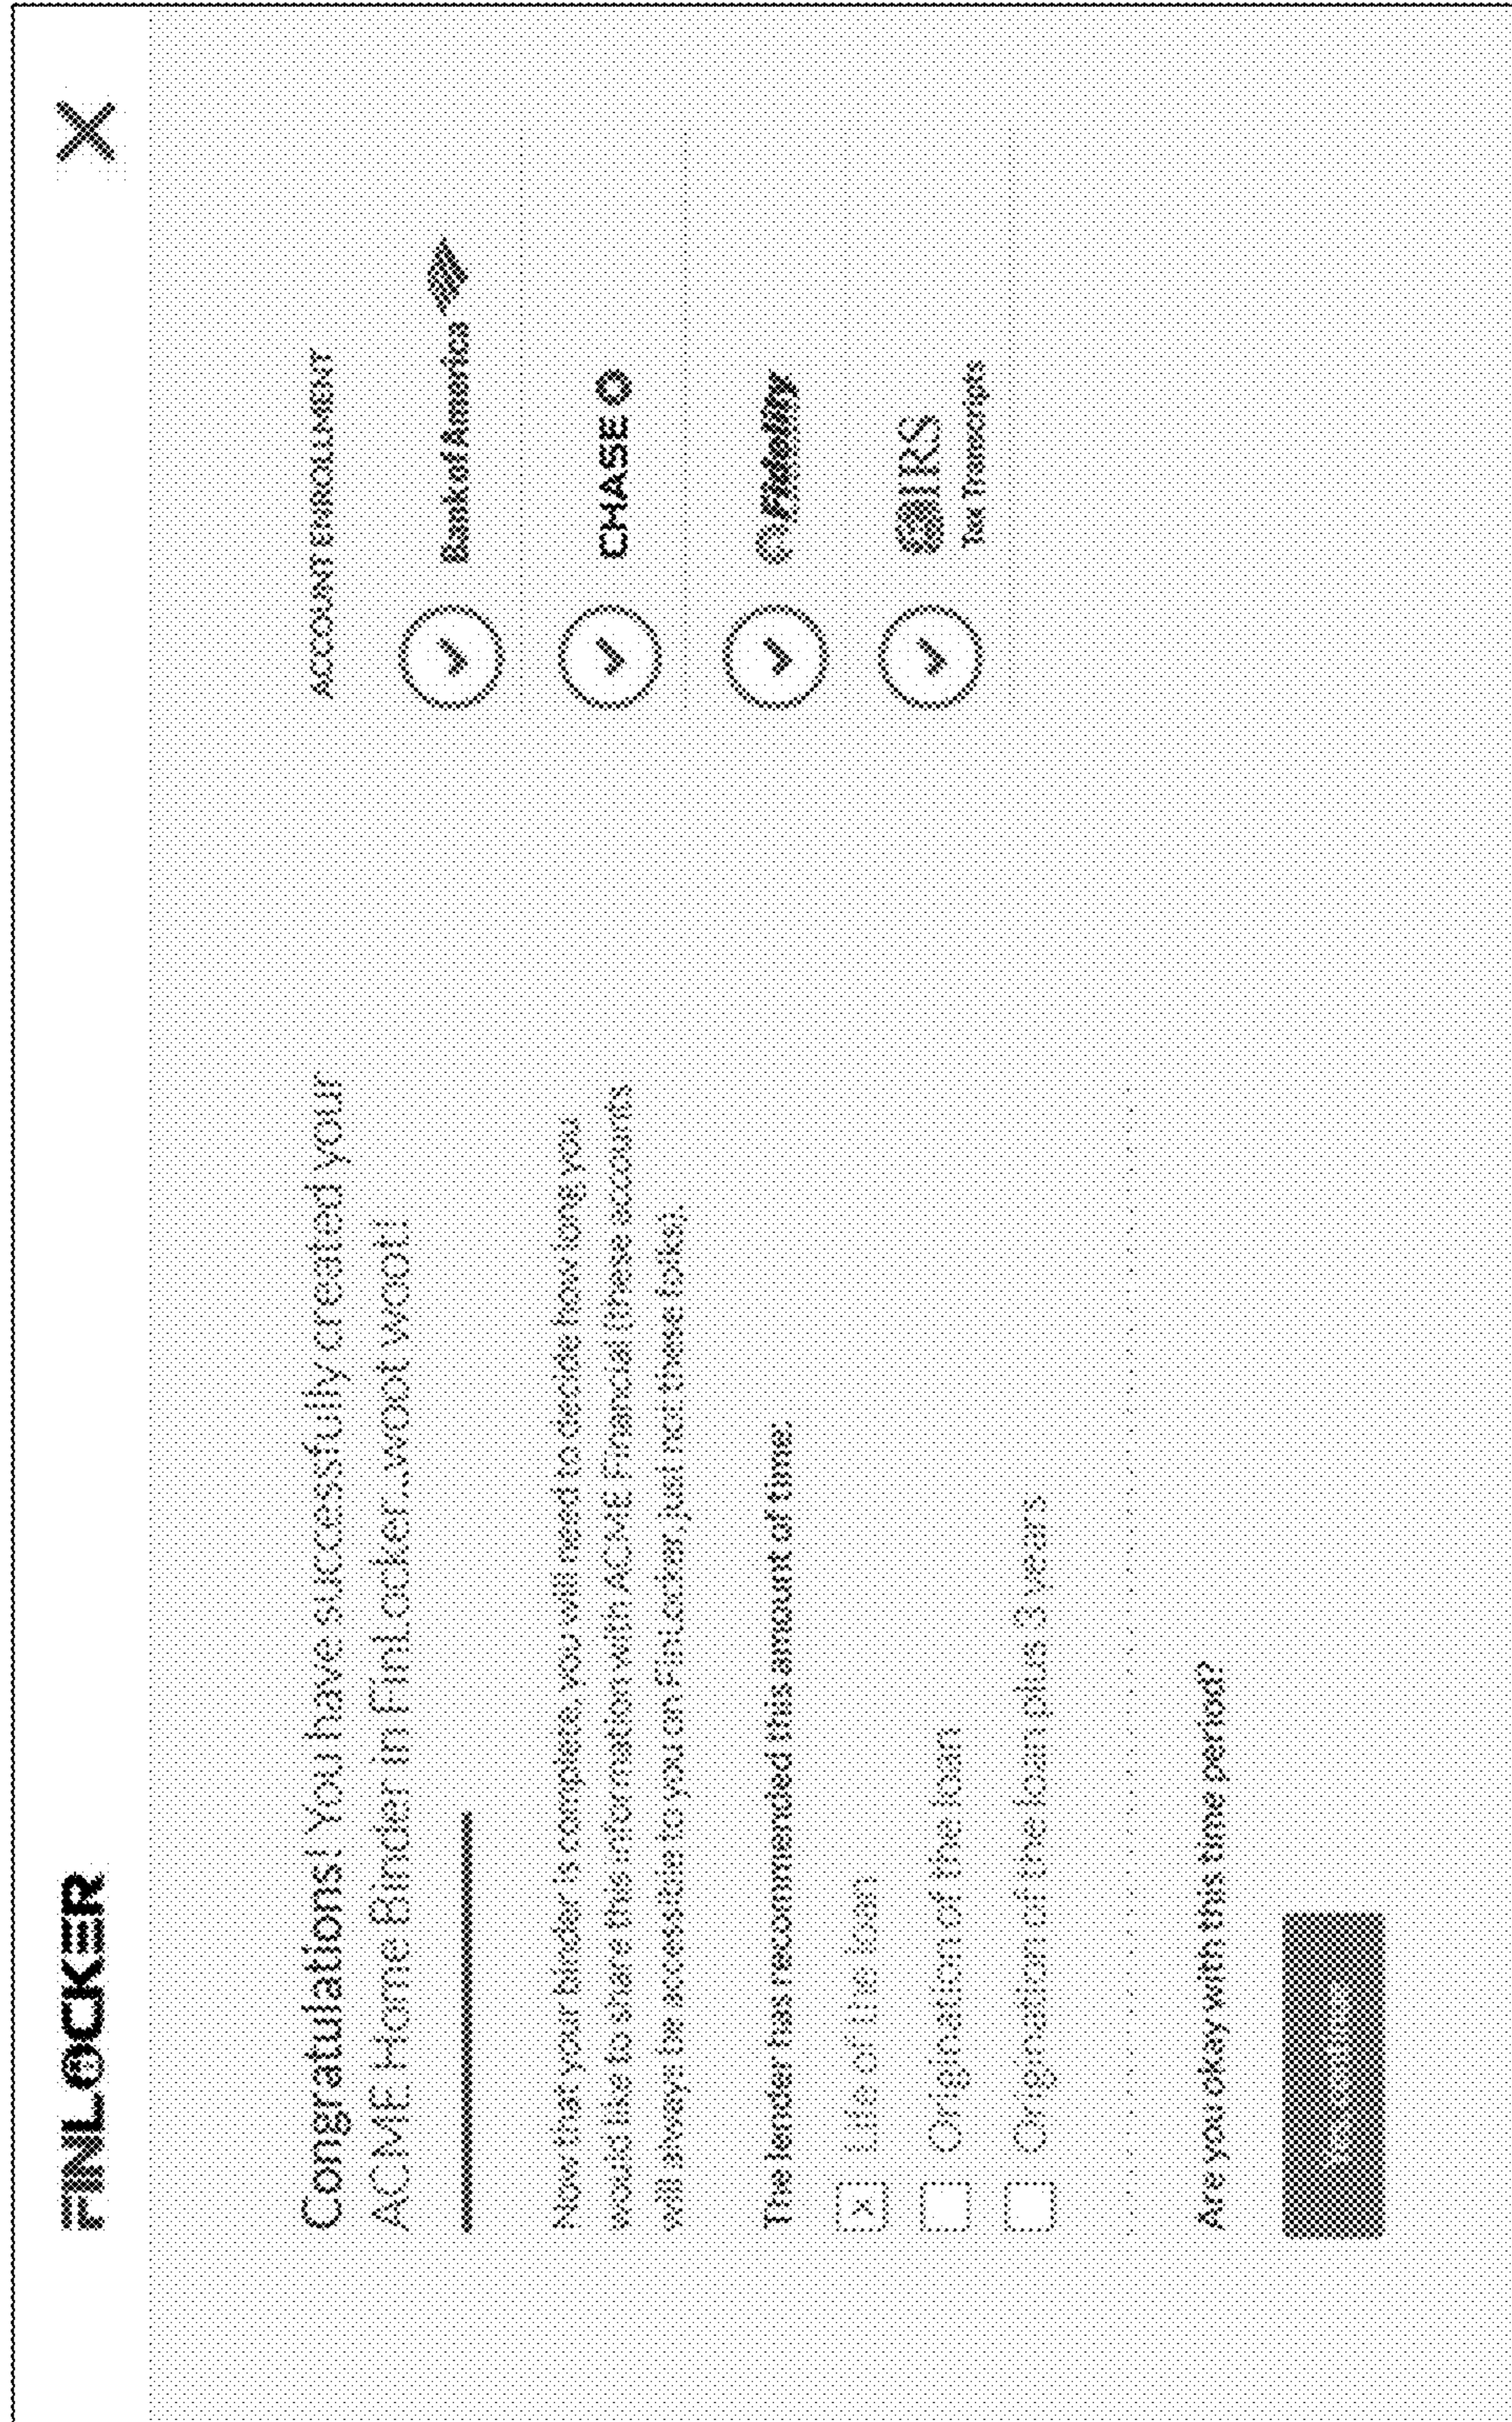 FINLOCKER
X
Congratulations! You have successfully created your
ACME Home Binder in FinLocker...woot woot!
Now that your binder is complete, you will need to decide how long you
would like to share this information with ACME Financial (these accounts
will always be accessible to you on FinLocker, just not these folks).
The lender has recommended this amount of time:
x Life of the loan
Origination of the loan
Origination of the loan plus 3 years
Are you okay with this time period?
ACCOUNT ENROLLMENT
Bank of America
CHASE
Fidelity
IRS
Tax Transcripts